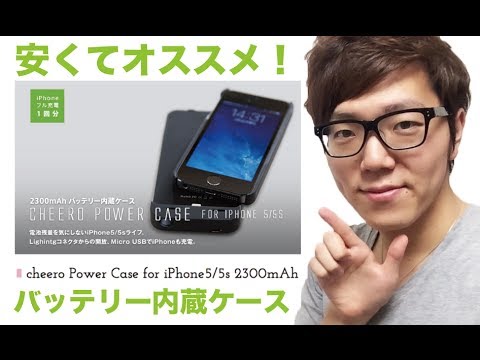 安くてオススメ！
iPhone
フル充電
1回分
14:31
2300mAh バッテリー内蔵ケース
CHEERO POWER CASE FOR IPHONE 5/5S
電池残量を気にしないiPhone5/5sライフ。
Lighintgコネクタからの開放。Micro USBでiPhoneも充電。
cheero Power Case for iPhone5/5s 2300mAh
バッテリー内蔵ケース